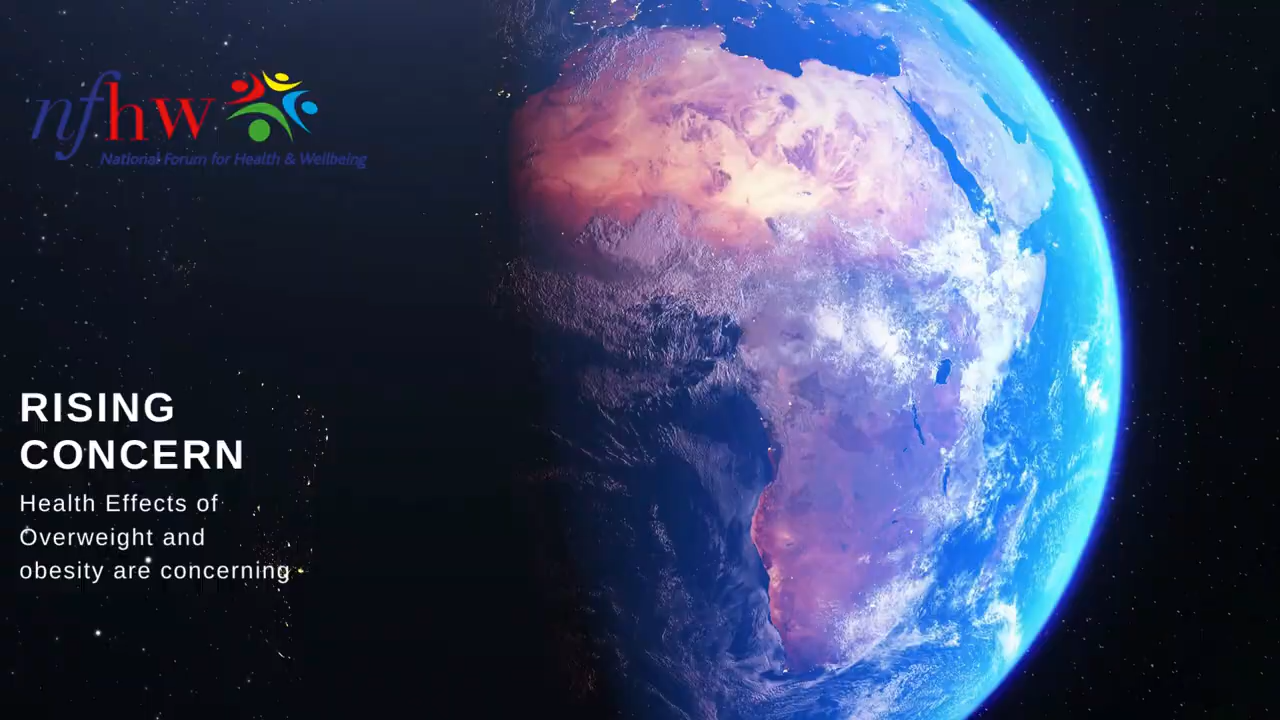 nfhw
National Forum for Health & Wellbeing
RISING
CONCERN
Health Effects of
Overweight and
obesity are concerning